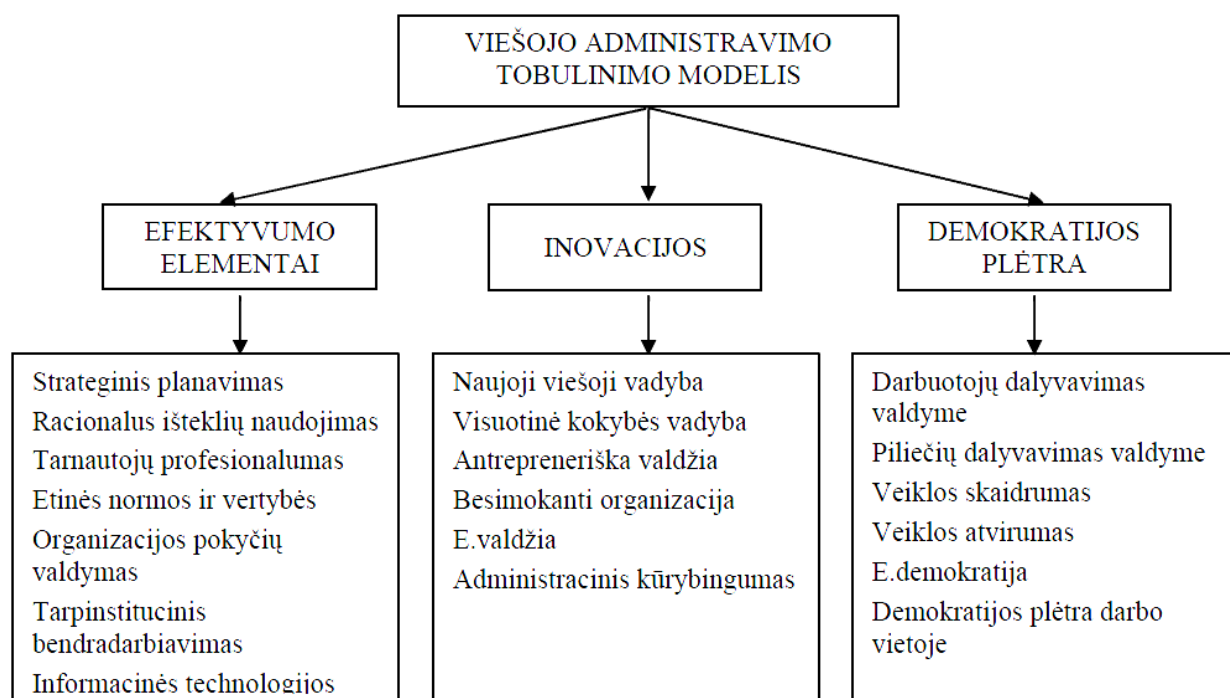 VIEŠOJO ADMINISTRAVIMO
TOBULINIMO MODELIS
EFEKTYVUMO
ELEMENTAI
INOVACIJOS
DEMOKRATIJOS
PLĖTRA
Strateginis planavimas
Racionalus išteklių naudojimas
Tarnautojų profesionalumas
Etinės normos ir vertybės
Organizacijos pokyčių
valdymas
Tarpinstitucinis
bendradarbiavimas
Informacinės technologijos
Naujoji viešoji vadyba
Visuotinė kokybės vadyba
Antrepreneriška valdžia
Besimokanti organizacija
E.valdžia
Administracinis kūrybingumas
Darbuotojų dalyvavimas
valdyme
Piliečių dalyvavimas valdyme
Veiklos skaidrumas
Veiklos atvirumas
E.demokratija
Demokratijos plėtra darbo
vietoje